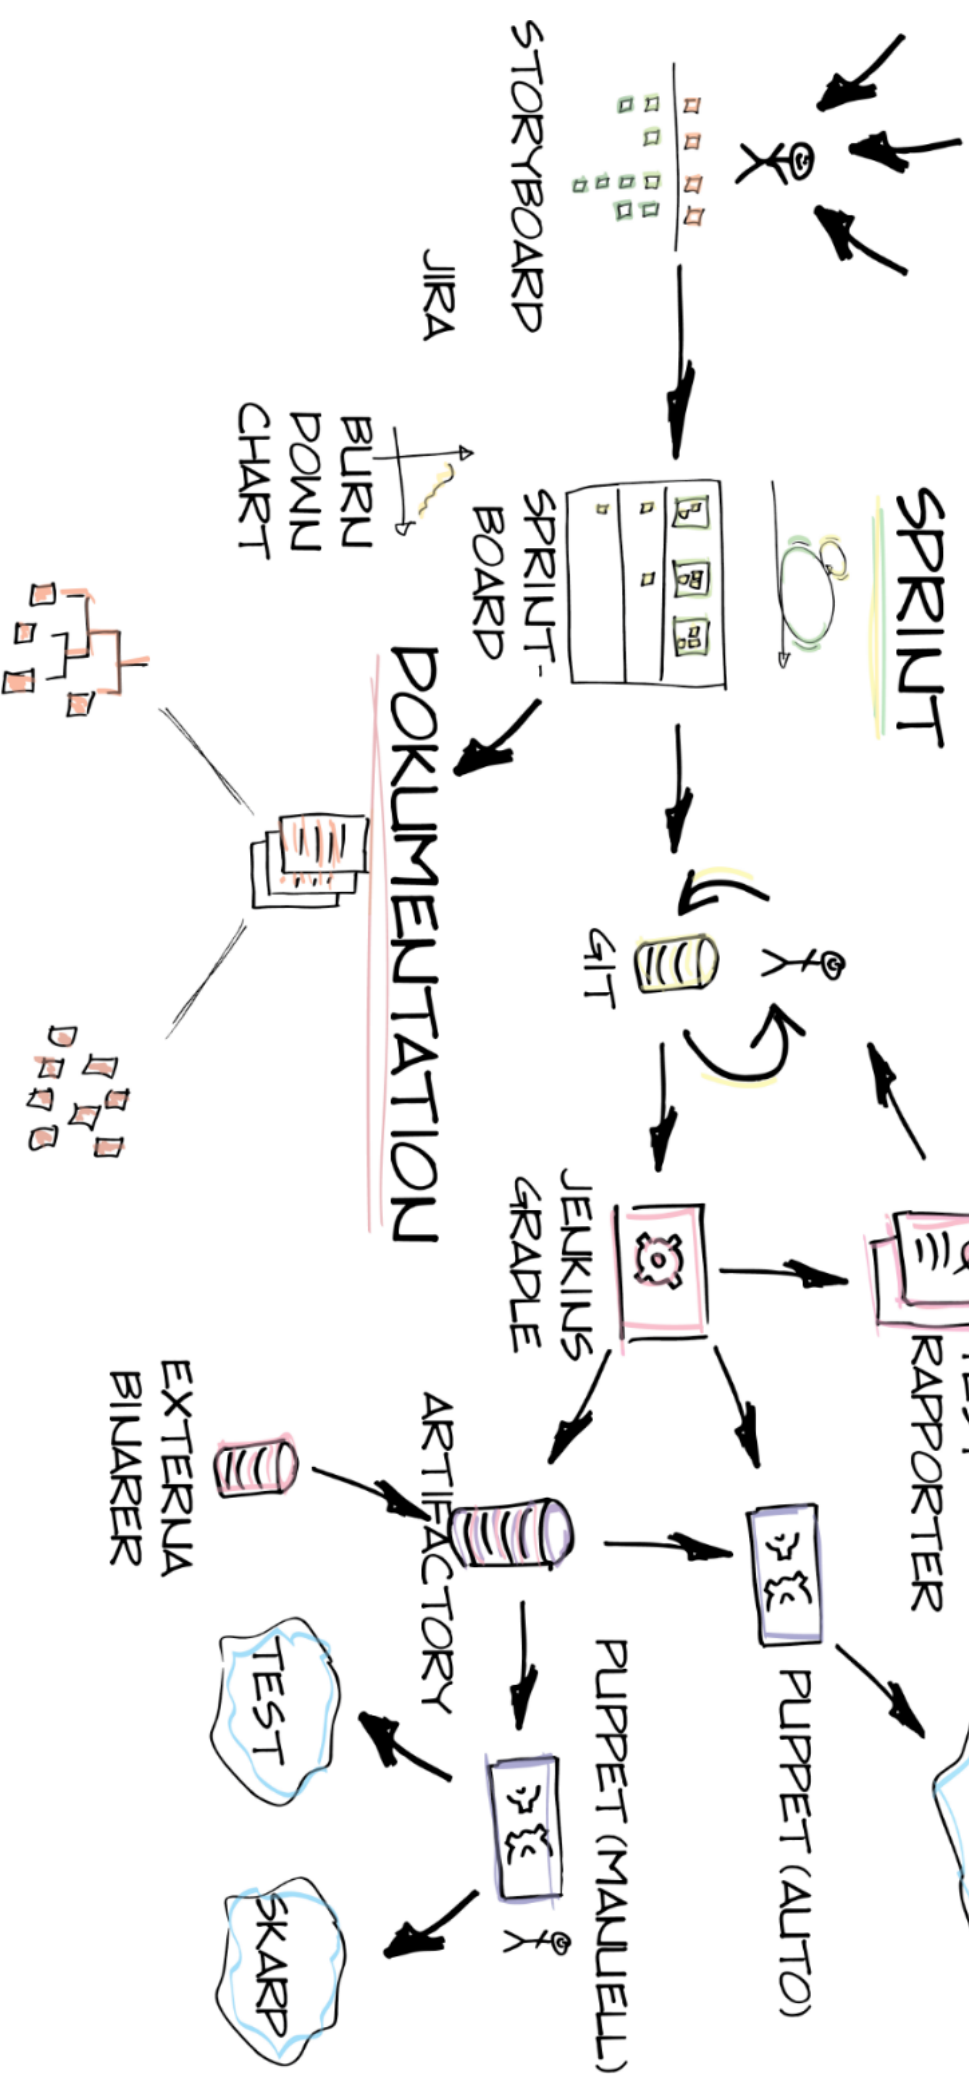 SPRINT
STORYBOARD
JIRA
BURN
DOWN
CHART
SPRINT-
BOARD
DOKUMENTATION
GIT
JENKINS
GRADLE
RAPPORTER
ARTIFACTORY
EXTERNA
BINARER
PUPPET (AUTO)
PUPPET (MANUELL)
TEST
SKARP